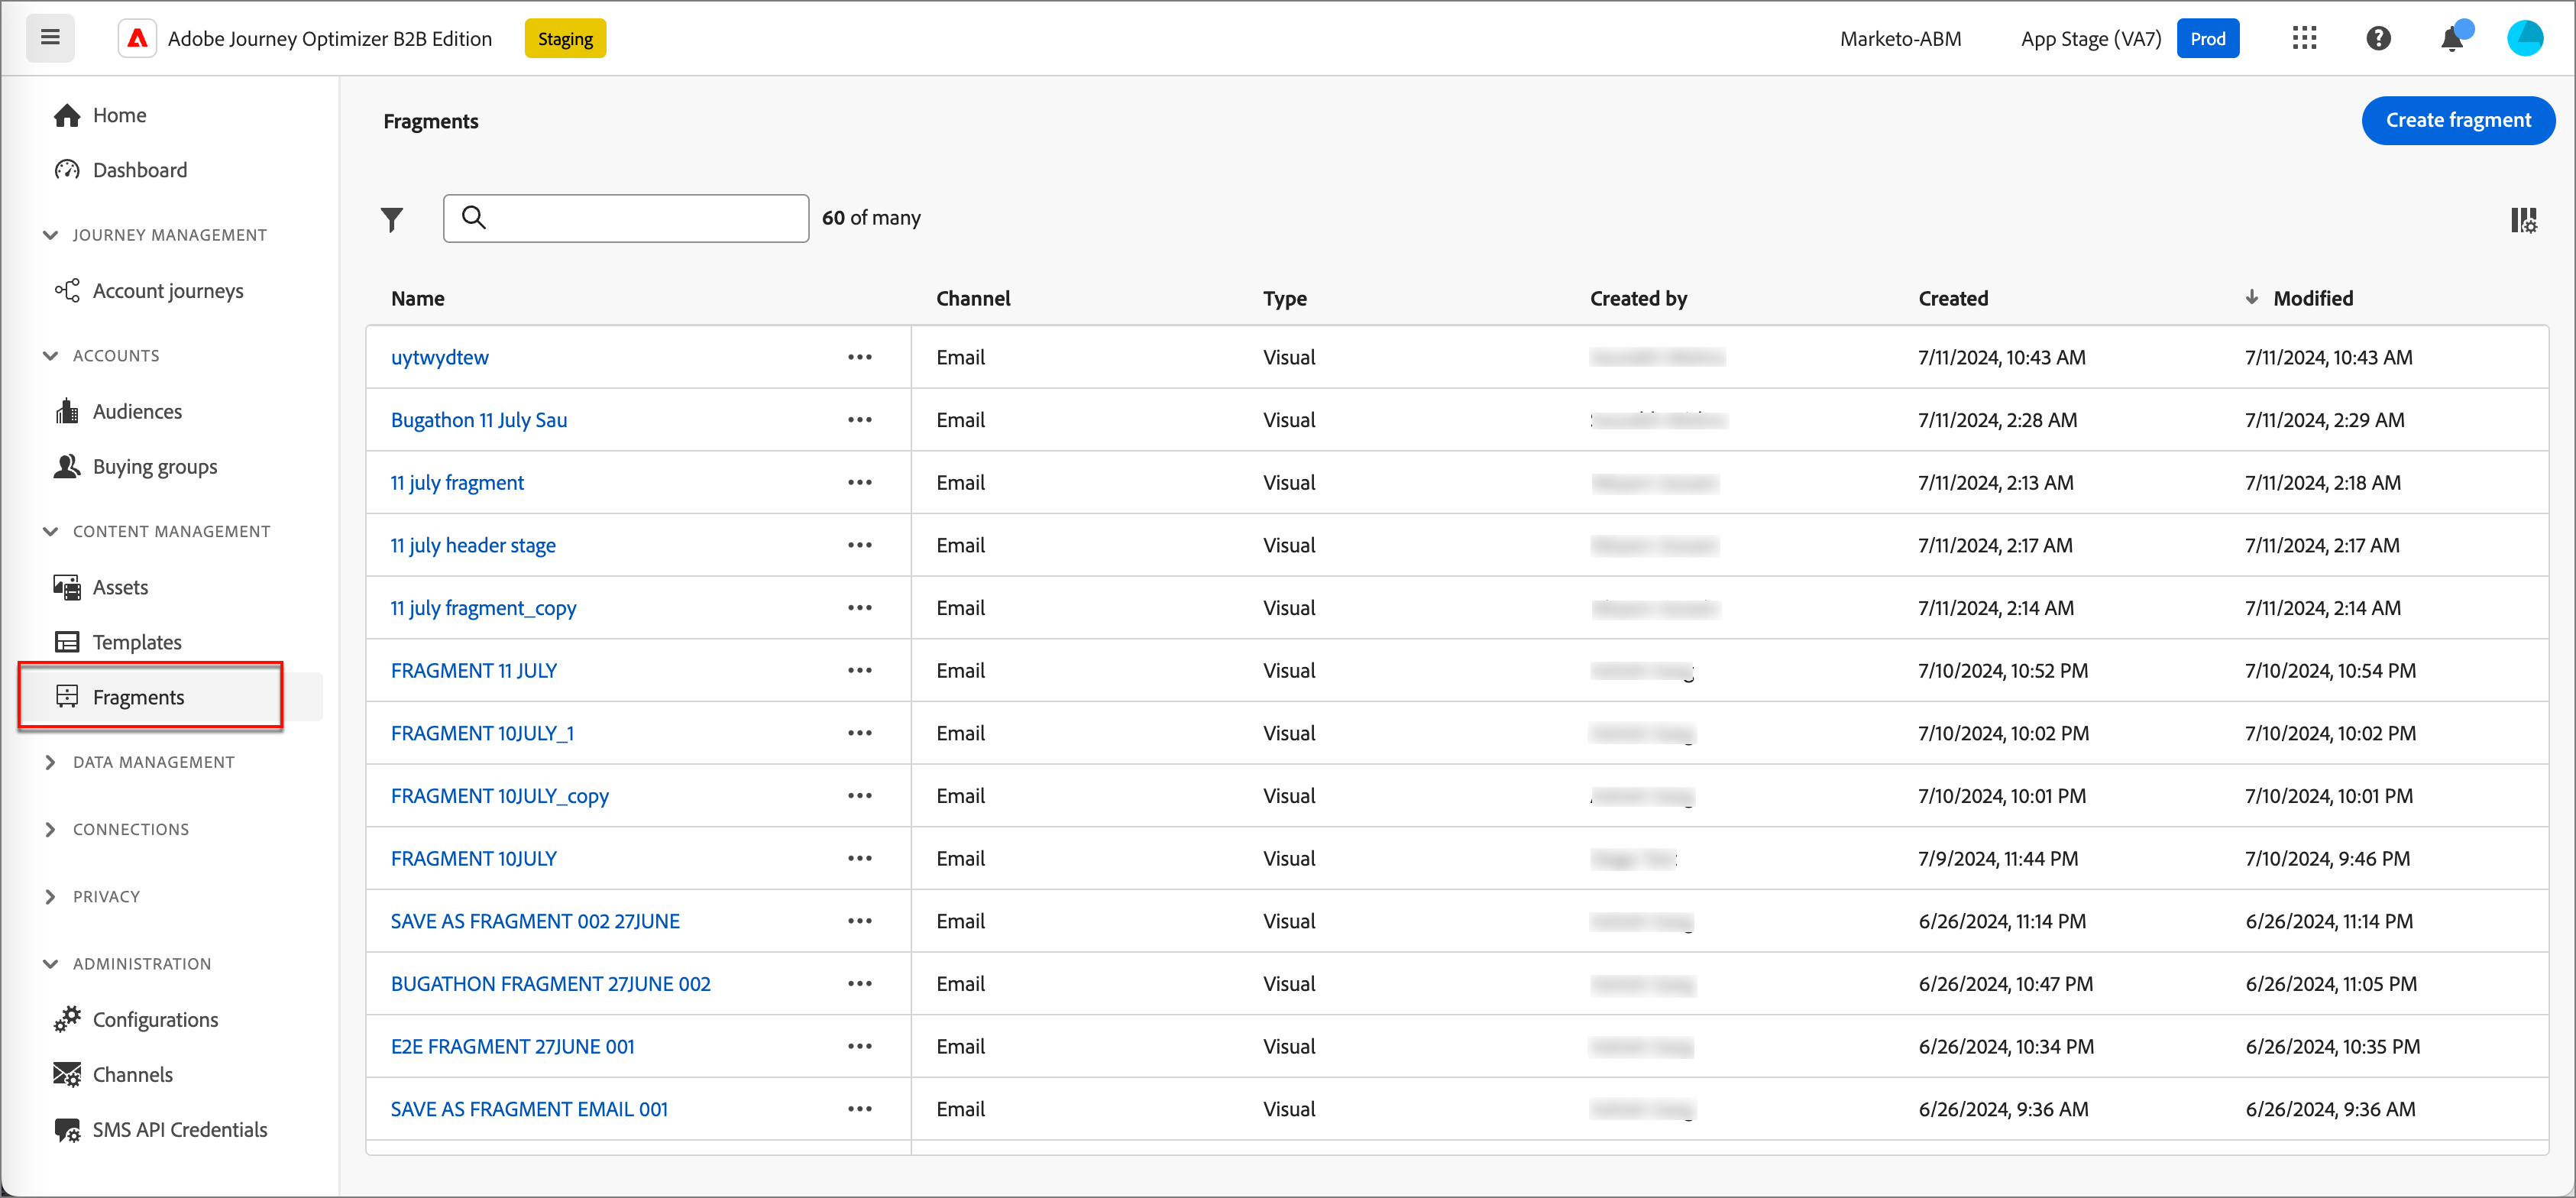 Adobe Journey Optimizer B2B Edition Staging Marketo-ABM App Stage (VA7) Prod
Home
Dashboard
JOURNEY MANAGEMENT
Account journeys
ACCOUNTS
Audiences
Buying groups
CONTENT MANAGEMENT
Assets
Templates
Fragments
DATA MANAGEMENT
CONNECTIONS
PRIVACY
ADMINISTRATION
Configurations
Channels
SMS API Credentials
Fragments Create fragment
60 of many
Name Channel Type Created by Created Modified
uytwydtew Email Visual 7/11/2024, 10:43 AM 7/11/2024, 10:43 AM
Bugathon 11 July Sau Email Visual 7/11/2024, 2:28 AM 7/11/2024, 2:29 AM
11 july fragment Email Visual 7/11/2024, 2:13 AM 7/11/2024, 2:18 AM
11 july header stage Email Visual 7/11/2024, 2:17 AM 7/11/2024, 2:17 AM
11 july fragment_copy Email Visual 7/11/2024, 2:14 AM 7/11/2024, 2:14 AM
FRAGMENT 11 JULY Email Visual 7/10/2024, 10:52 PM 7/10/2024, 10:54 PM
FRAGMENT 10JULY_1 Email Visual 7/10/2024, 10:02 PM 7/10/2024, 10:02 PM
FRAGMENT 10JULY_copy Email Visual 7/10/2024, 10:01 PM 7/10/2024, 10:01 PM
FRAGMENT 10JULY Email Visual 7/9/2024, 11:44 PM 7/10/2024, 9:46 PM
SAVE AS FRAGMENT 002 27JUNE Email Visual 6/26/2024, 11:14 PM 6/26/2024, 11:14 PM
BUGATHON FRAGMENT 27JUNE 002 Email Visual 6/26/2024, 10:47 PM 6/26/2024, 11:05 PM
E2E FRAGMENT 27JUNE 001 Email Visual 6/26/2024, 10:34 PM 6/26/2024, 10:35 PM
SAVE AS FRAGMENT EMAIL 001 Email Visual 6/26/2024, 9:36 AM 6/26/2024, 9:36 AM